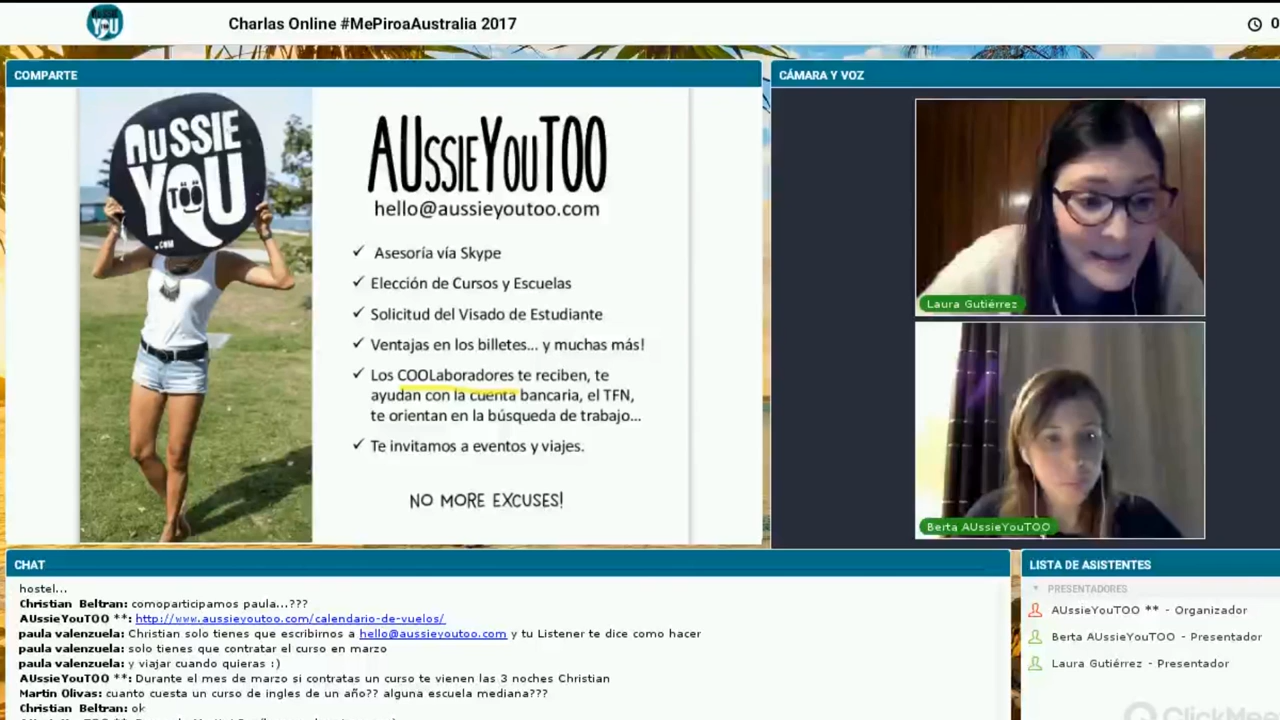 AUSSIE YOU
Charlas Online #MePiroaAustralia 2017
0
COMPARTE
CÁMARA Y VOZ
AUSSIE
YOU
TOO
.COM
AUssIEYouTOO
hello@aussieyoutoo.com
✓ Asesoría vía Skype
✓ Elección de Cursos y Escuelas
✓ Solicitud del Visado de Estudiante
✓ Ventajas en los billetes... y muchas más!
✓ Los COOLaboradores te reciben, te
ayudan con la cuenta bancaria, el TFN,
te orientan en la búsqueda de trabajo...
✓ Te invitamos a eventos y viajes.
NO MORE EXCUSES!
Laura Gutiérrez
Berta AUssieYouTOO
CHAT
hostel...
Christian Beltran: comoparticipamos paula...???
AUssieYouTOO **: http://www.aussieyoutoo.com/calendario-de-vuelos/
paula valenzuela: Christian solo tienes que escribirnos a hello@aussieyoutoo.com y tu Listener te dice como hacer
paula valenzuela: solo tienes que contratar el curso en marzo
paula valenzuela: y viajar cuando quieras :)
AUssieYouTOO **: Durante el mes de marzo si contratas un curso te vienen las 3 noches Christian
Martin Olivas: cuanto cuesta un curso de ingles de un año?? alguna escuela mediana???
Christian Beltran: ok
LISTA DE ASISTENTES
PRESENTADORES
AUssieYouTOO ** - Organizador
Berta AUssieYouTOO - Presentador
Laura Gutiérrez - Presentador
ClickMee